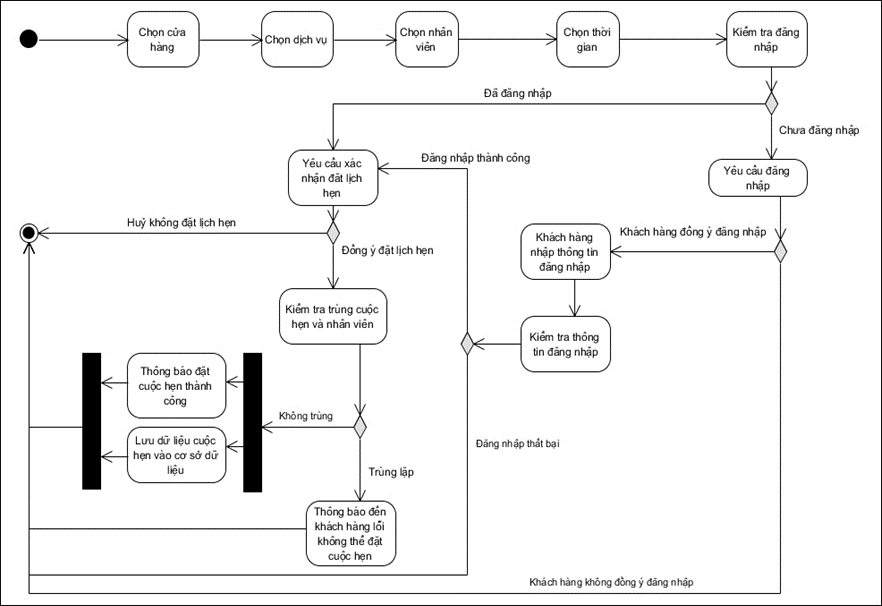 Chọn cửa
hàng
Chọn dịch vụ
Chọn nhân
viên
Chọn thời
gian
Kiểm tra đăng
nhập
Đã đăng nhập
Chưa đăng nhập
Yêu cầu xác
nhận đăt lịch
hẹn
Đăng nhập thành công
Yêu cầu đăng
nhập
Huỷ không đặt lịch hẹn
Đồng ý đặt lịch hẹn
Khách hàng
nhập thông tin
đăng nhập
Khách hàng đồng ý đăng nhập
Kiểm tra trùng cuộc
hẹn và nhân viên
Kiểm tra thông
tin đăng nhập
Thông báo đặt
cuộc hẹn thành
công
Không trùng
Lưu dữ liệu cuộc
hẹn vào cơ sở dữ
liệu
Đăng nhập thất bại
Trùng lặp
Thông báo đến
khách hàng lỗi
không thể đặt
cuộc hẹn
Khách hàng không đồng ý đăng nhập